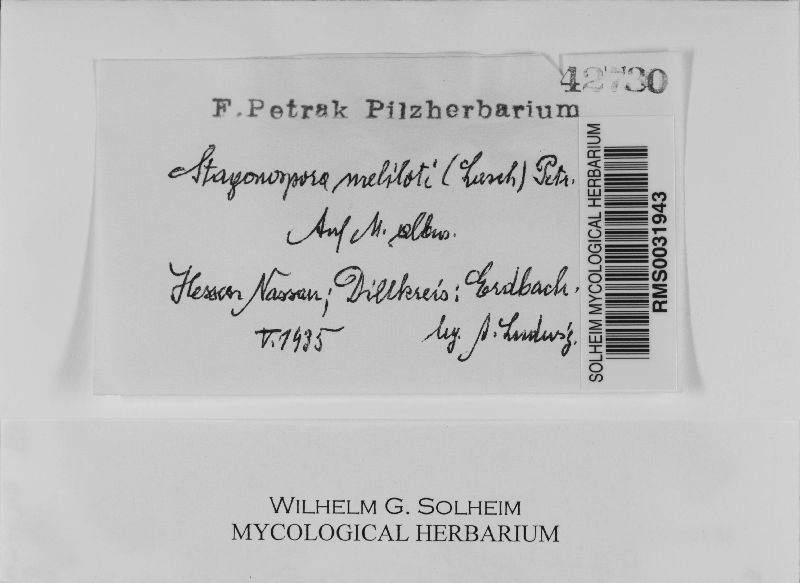 42730
F. Petrak Pilzherbarium
Stagonospora meliloti (Lasch) Petr.
Auf M. albus.
Hessen Nassau; Dillkreis: Erdbach.
V.1935 leg. A. Ludwig.
SOLHEIM MYCOLOGICAL HERBARIUM
RMS0031943
WILHELM G. SOLHEIM
MYCOLOGICAL HERBARIUM